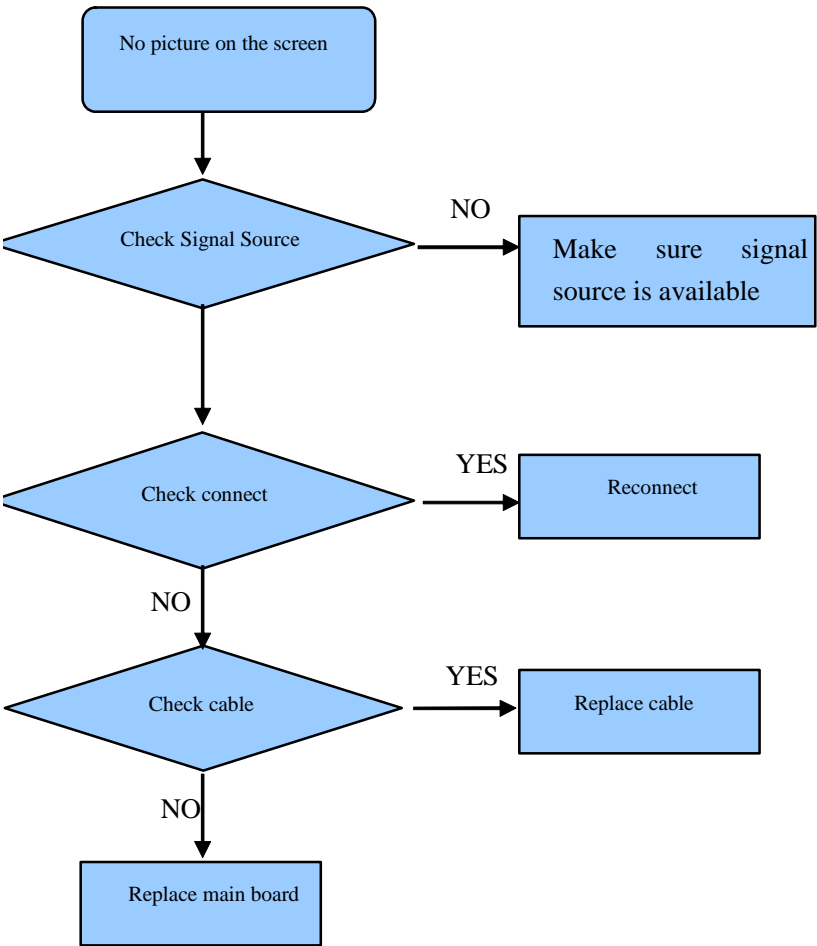 No picture on the screen
Check Signal Source
NO
Make sure signal
source is available
Check connect
YES
Reconnect
NO
Check cable
YES
Replace cable
NO
Replace main board